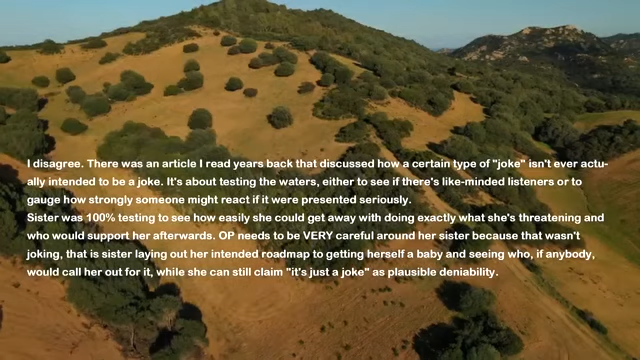 I disagree. There was an article I read years back that discussed how a certain type of "joke" isn't ever actu-
ally intended to be a joke. It's about testing the waters, either to see if there's like-minded listeners or to
gauge how strongly someone might react if it were presented seriously.
Sister was 100% testing to see how easily she could get away with doing exactly what she's threatening and
who would support her afterwards. OP needs to be VERY careful around her sister because that wasn't
joking, that is sister laying out her intended roadmap to getting herself a baby and seeing who, if anybody,
would call her out for it, while she can still claim "it's just a joke" as plausible deniability.